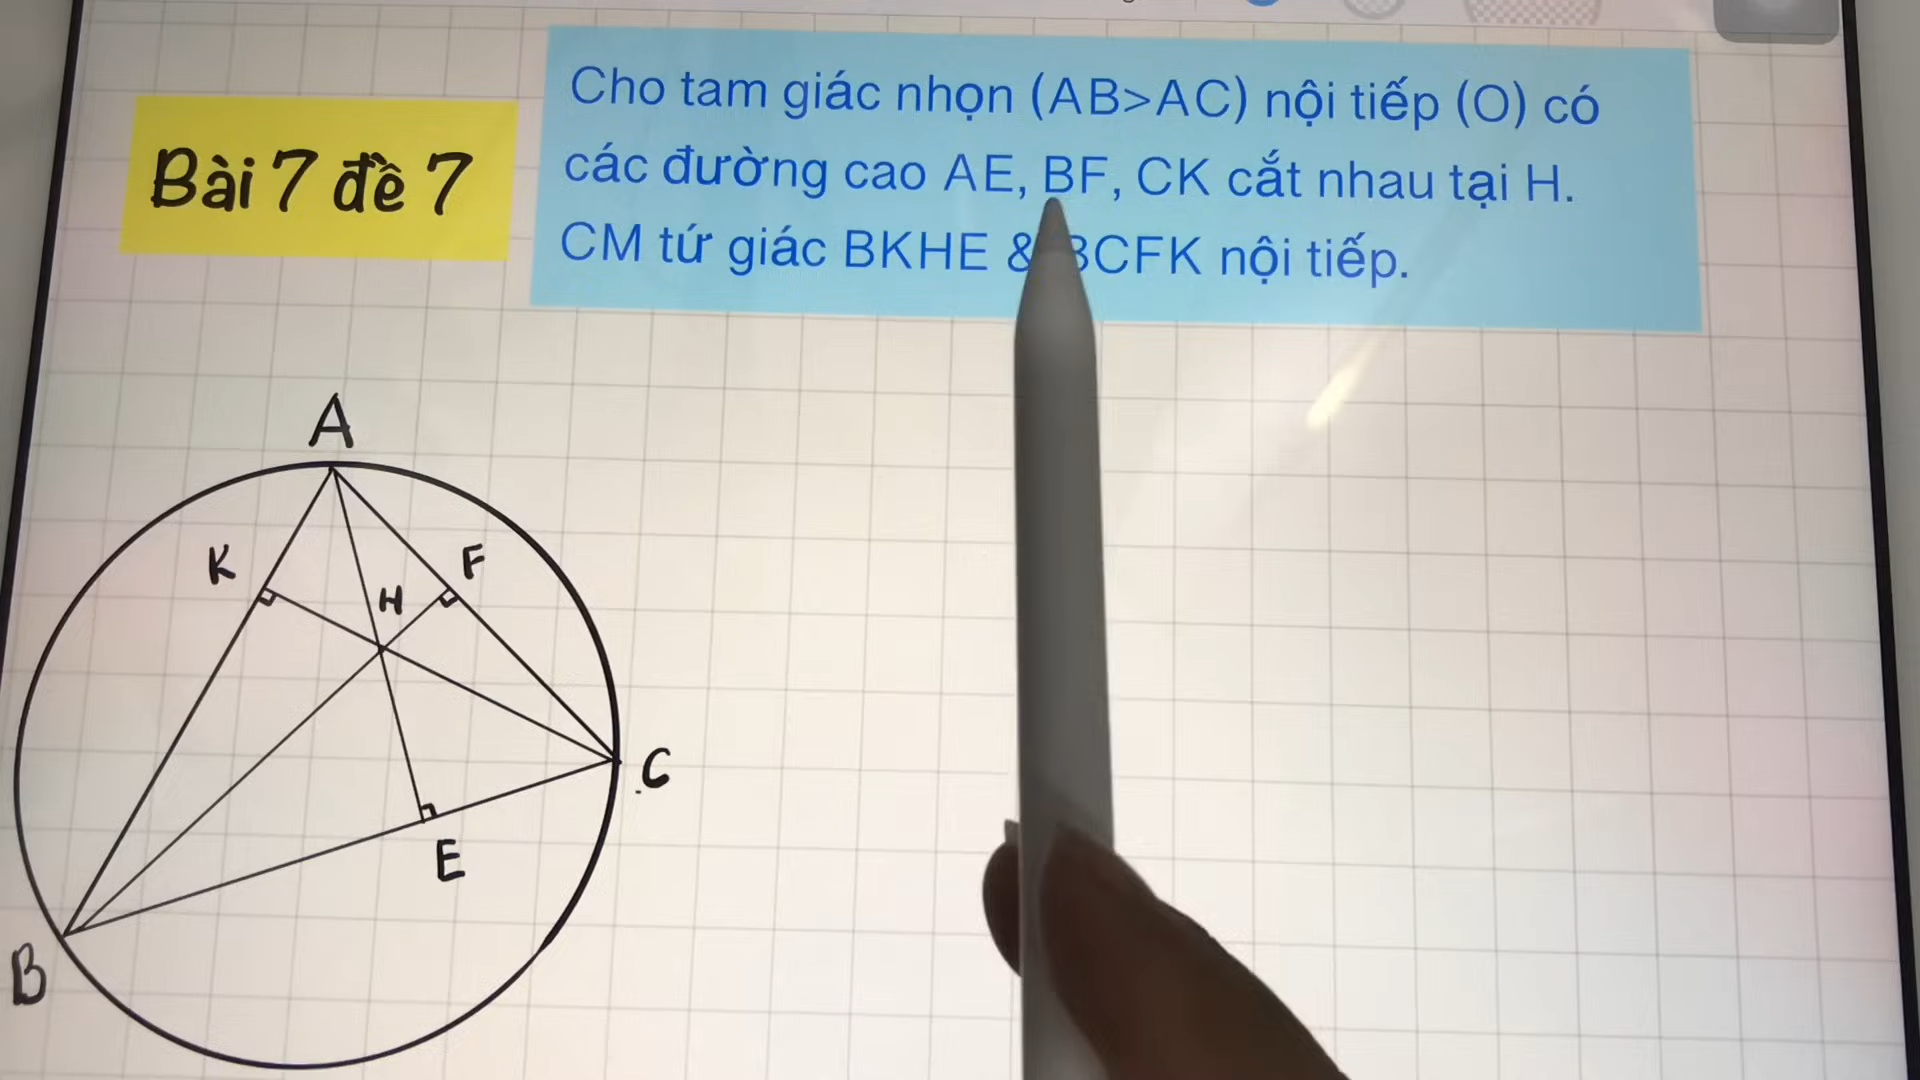 Bài 7 đề 7
Cho tam giác nhọn (AB>AC) nội tiếp (O) có
các đường cao AE, BF, CK cắt nhau tại H.
CM tứ giác BKHE & BCFK nội tiếp.
A
K
F
H
C
E
B